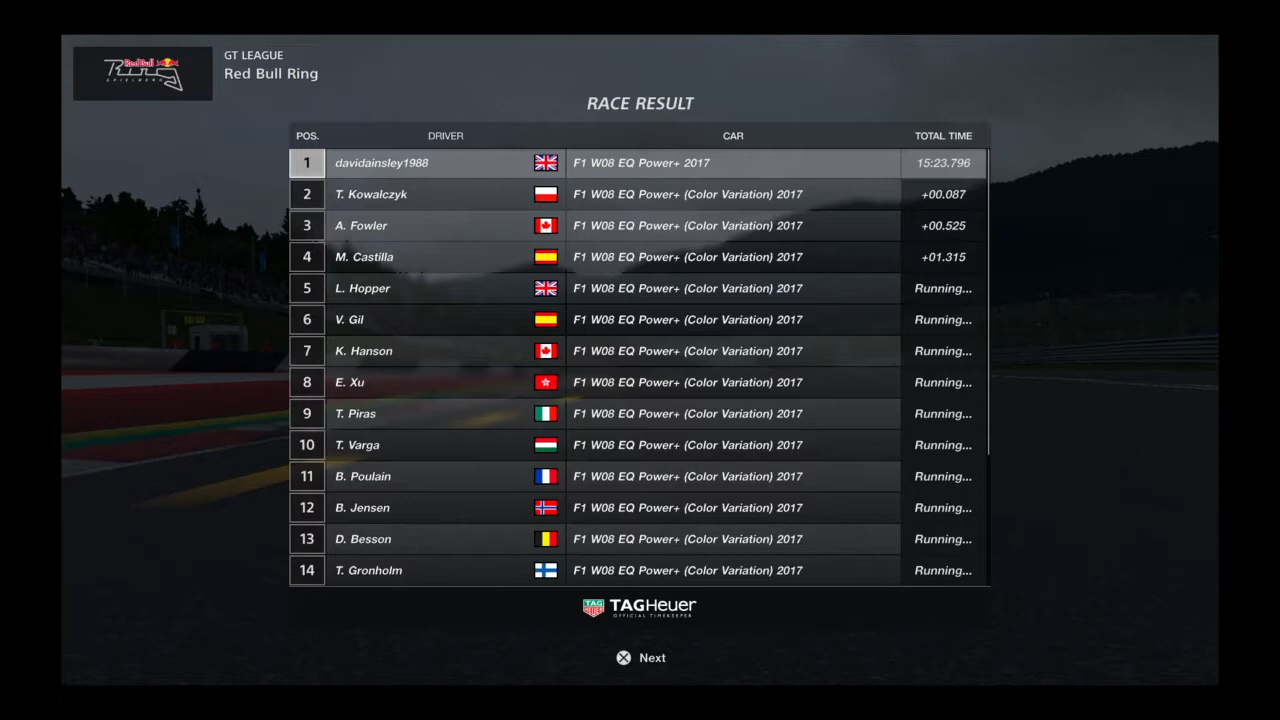 GT LEAGUE
Red Bull Ring
Red Bull
Ring
SPIELBERG
RACE RESULT
POS. DRIVER CAR TOTAL TIME
1 davidainsley1988 F1 W08 EQ Power+ 2017 15:23.796
2 T. Kowalczyk F1 W08 EQ Power+ (Color Variation) 2017 +00.087
3 A. Fowler F1 W08 EQ Power+ (Color Variation) 2017 +00.525
4 M. Castilla F1 W08 EQ Power+ (Color Variation) 2017 +01.315
5 L. Hopper F1 W08 EQ Power+ (Color Variation) 2017 Running...
6 V. Gil F1 W08 EQ Power+ (Color Variation) 2017 Running...
7 K. Hanson F1 W08 EQ Power+ (Color Variation) 2017 Running...
8 E. Xu F1 W08 EQ Power+ (Color Variation) 2017 Running...
9 T. Piras F1 W08 EQ Power+ (Color Variation) 2017 Running...
10 T. Varga F1 W08 EQ Power+ (Color Variation) 2017 Running...
11 B. Poulain F1 W08 EQ Power+ (Color Variation) 2017 Running...
12 B. Jensen F1 W08 EQ Power+ (Color Variation) 2017 Running...
13 D. Besson F1 W08 EQ Power+ (Color Variation) 2017 Running...
14 T. Gronholm F1 W08 EQ Power+ (Color Variation) 2017 Running...
TAG HEUER TAGHeuer
OFFICIAL TIMEKEEPER
Next